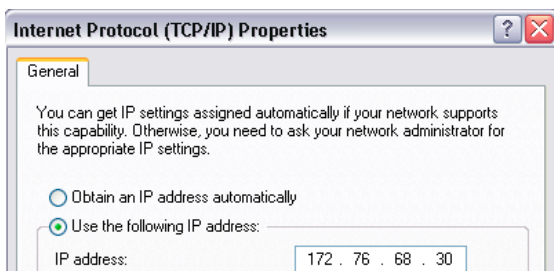 Internet Protocol (TCP/IP) Properties
General
You can get IP settings assigned automatically if your network supports
this capability. Otherwise, you need to ask your network administrator for
the appropriate IP settings.
Obtain an IP address automatically
Use the following IP address:
IP address: 172 . 76 . 68 . 30